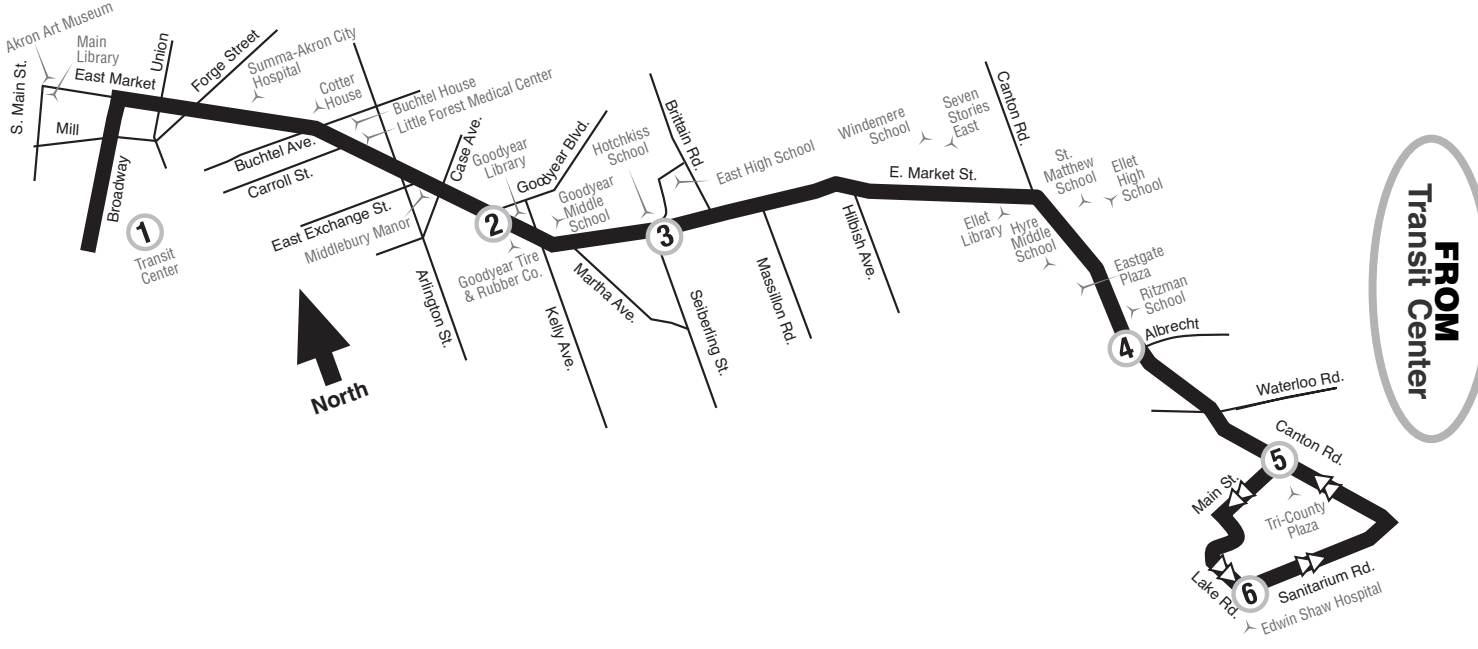 Akron Art Museum
Main
Library
S. Main St.
East Market
Union
Forge Street
Mill
Broadway
1
Transit
Center
Summa-Akron City
Hospital
Cotter
House
Buchtel House
Little Forest Medical Center
Buchtel Ave.
Carroll St.
East Exchange St.
Middlebury Manor
Case Ave.
Arlington St.
North
Goodyear
Library
Goodyear Blvd.
2
Goodyear Tire
& Rubber Co.
Goodyear
Middle
School
Hotchkiss
School
Kelly Ave.
Martha Ave.
3
Seiberling St.
Brittain Rd.
East High School
Massillon Rd.
Hilbish Ave.
Windemere
School
Seven
Stories
East
E. Market St.
Canton Rd.
Ellet
Library
Hyre
Middle
School
St.
Matthew
School
Ellet
High
School
Eastgate
Plaza
Ritzman
School
4
Albrecht
Waterloo Rd.
Canton Rd.
5
Main St.
Tri-County
Plaza
Lake Rd.
6
Sanitarium Rd.
Edwin Shaw Hospital
FROM
Transit Center